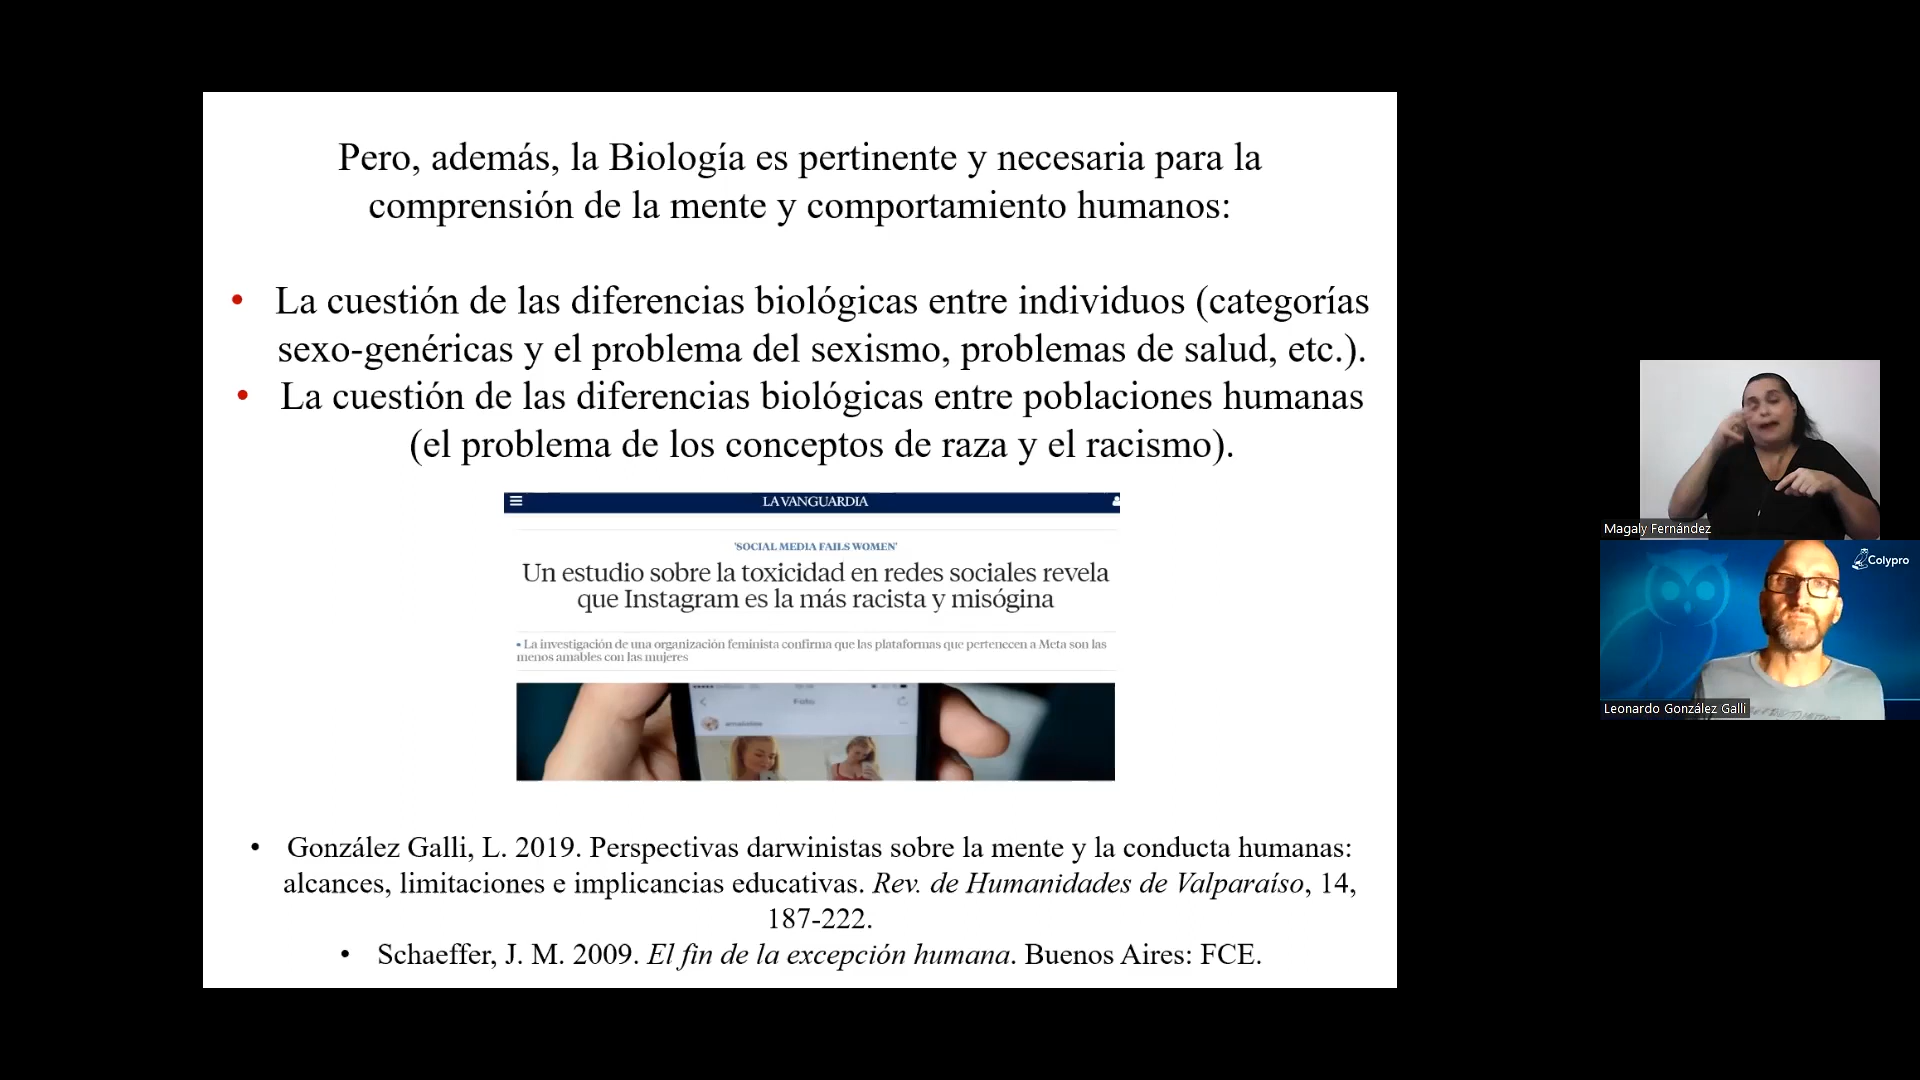 Pero, además, la Biología es pertinente y necesaria para la
comprensión de la mente y comportamiento humanos:
• La cuestión de las diferencias biológicas entre individuos (categorías
sexo-genéricas y el problema del sexismo, problemas de salud, etc.).
• La cuestión de las diferencias biológicas entre poblaciones humanas
(el problema de los conceptos de raza y el racismo).
LA VANGUARDIA
'SOCIAL MEDIA FAILS WOMEN'
Un estudio sobre la toxicidad en redes sociales revela
que Instagram es la más racista y misógina
• La investigación de una organización feminista confirma que las plataformas que pertenecen a Meta son las
menos amables con las mujeres
Foto
• González Galli, L. 2019. Perspectivas darwinistas sobre la mente y la conducta humanas:
alcances, limitaciones e implicancias educativas. Rev. de Humanidades de Valparaíso, 14,
187-222.
• Schaeffer, J. M. 2009. El fin de la excepción humana. Buenos Aires: FCE.
Magaly Fernández
Colypro
Leonardo González Galli